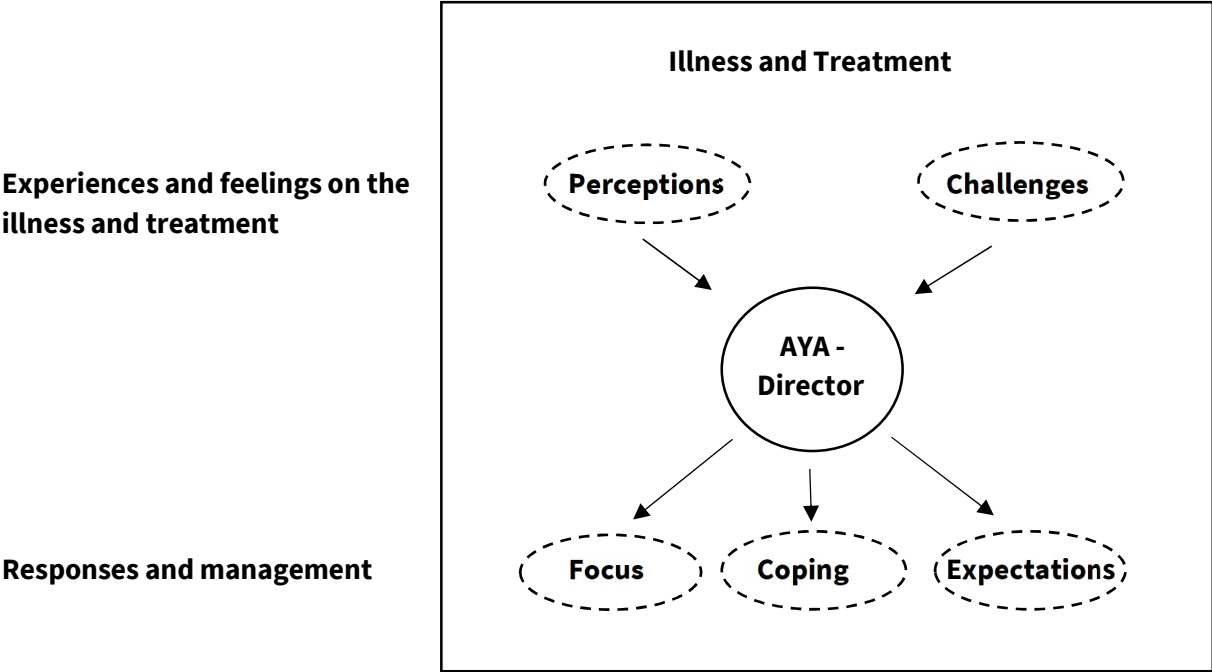 Illness and Treatment
Experiences and feelings on the
illness and treatment
Perceptions
Challenges
AYA -
Director
Responses and management
Focus
Coping
Expectations